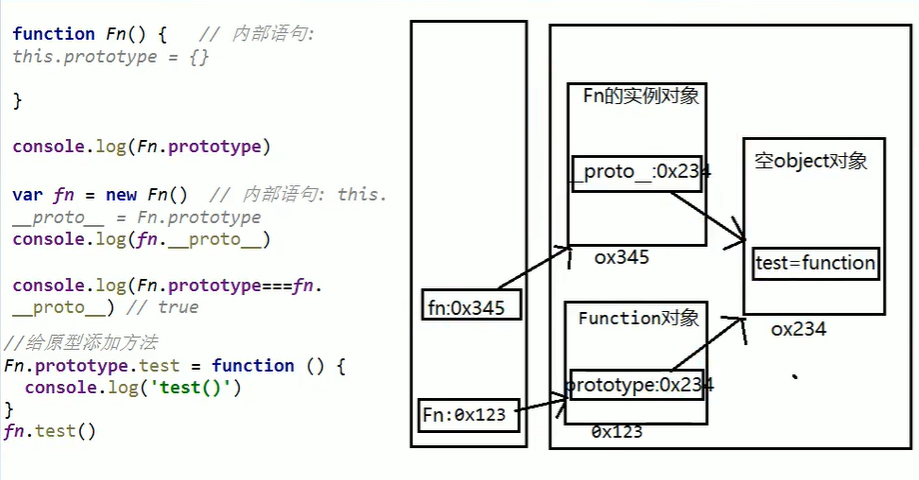 function Fn() {   // 内部语句:
this.prototype = {}
}
console.log(Fn.prototype)
var fn = new Fn()  // 内部语句: this.
__proto__ = Fn.prototype
console.log(fn.__proto__)
console.log(Fn.prototype===fn.
__proto__) // true
//给原型添加方法
Fn.prototype.test = function () {
  console.log('test()')
}
fn.test()
fn:0x345
Fn:0x123
Fn的实例对象
__proto__:0x234
ox345
Function对象
prototype:0x234
0x123
空object对象
test=function
ox234